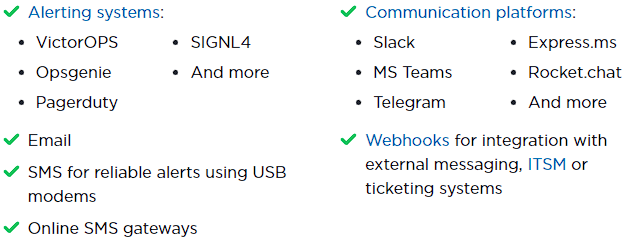 Alerting systems:
VictorOPS
Opsgenie
Pagerduty
SIGNL4
And more
Email
SMS for reliable alerts using USB
modems
Online SMS gateways
Communication platforms:
Slack
MS Teams
Telegram
Express.ms
Rocket.chat
And more
Webhooks for integration with
external messaging, ITSM or
ticketing systems